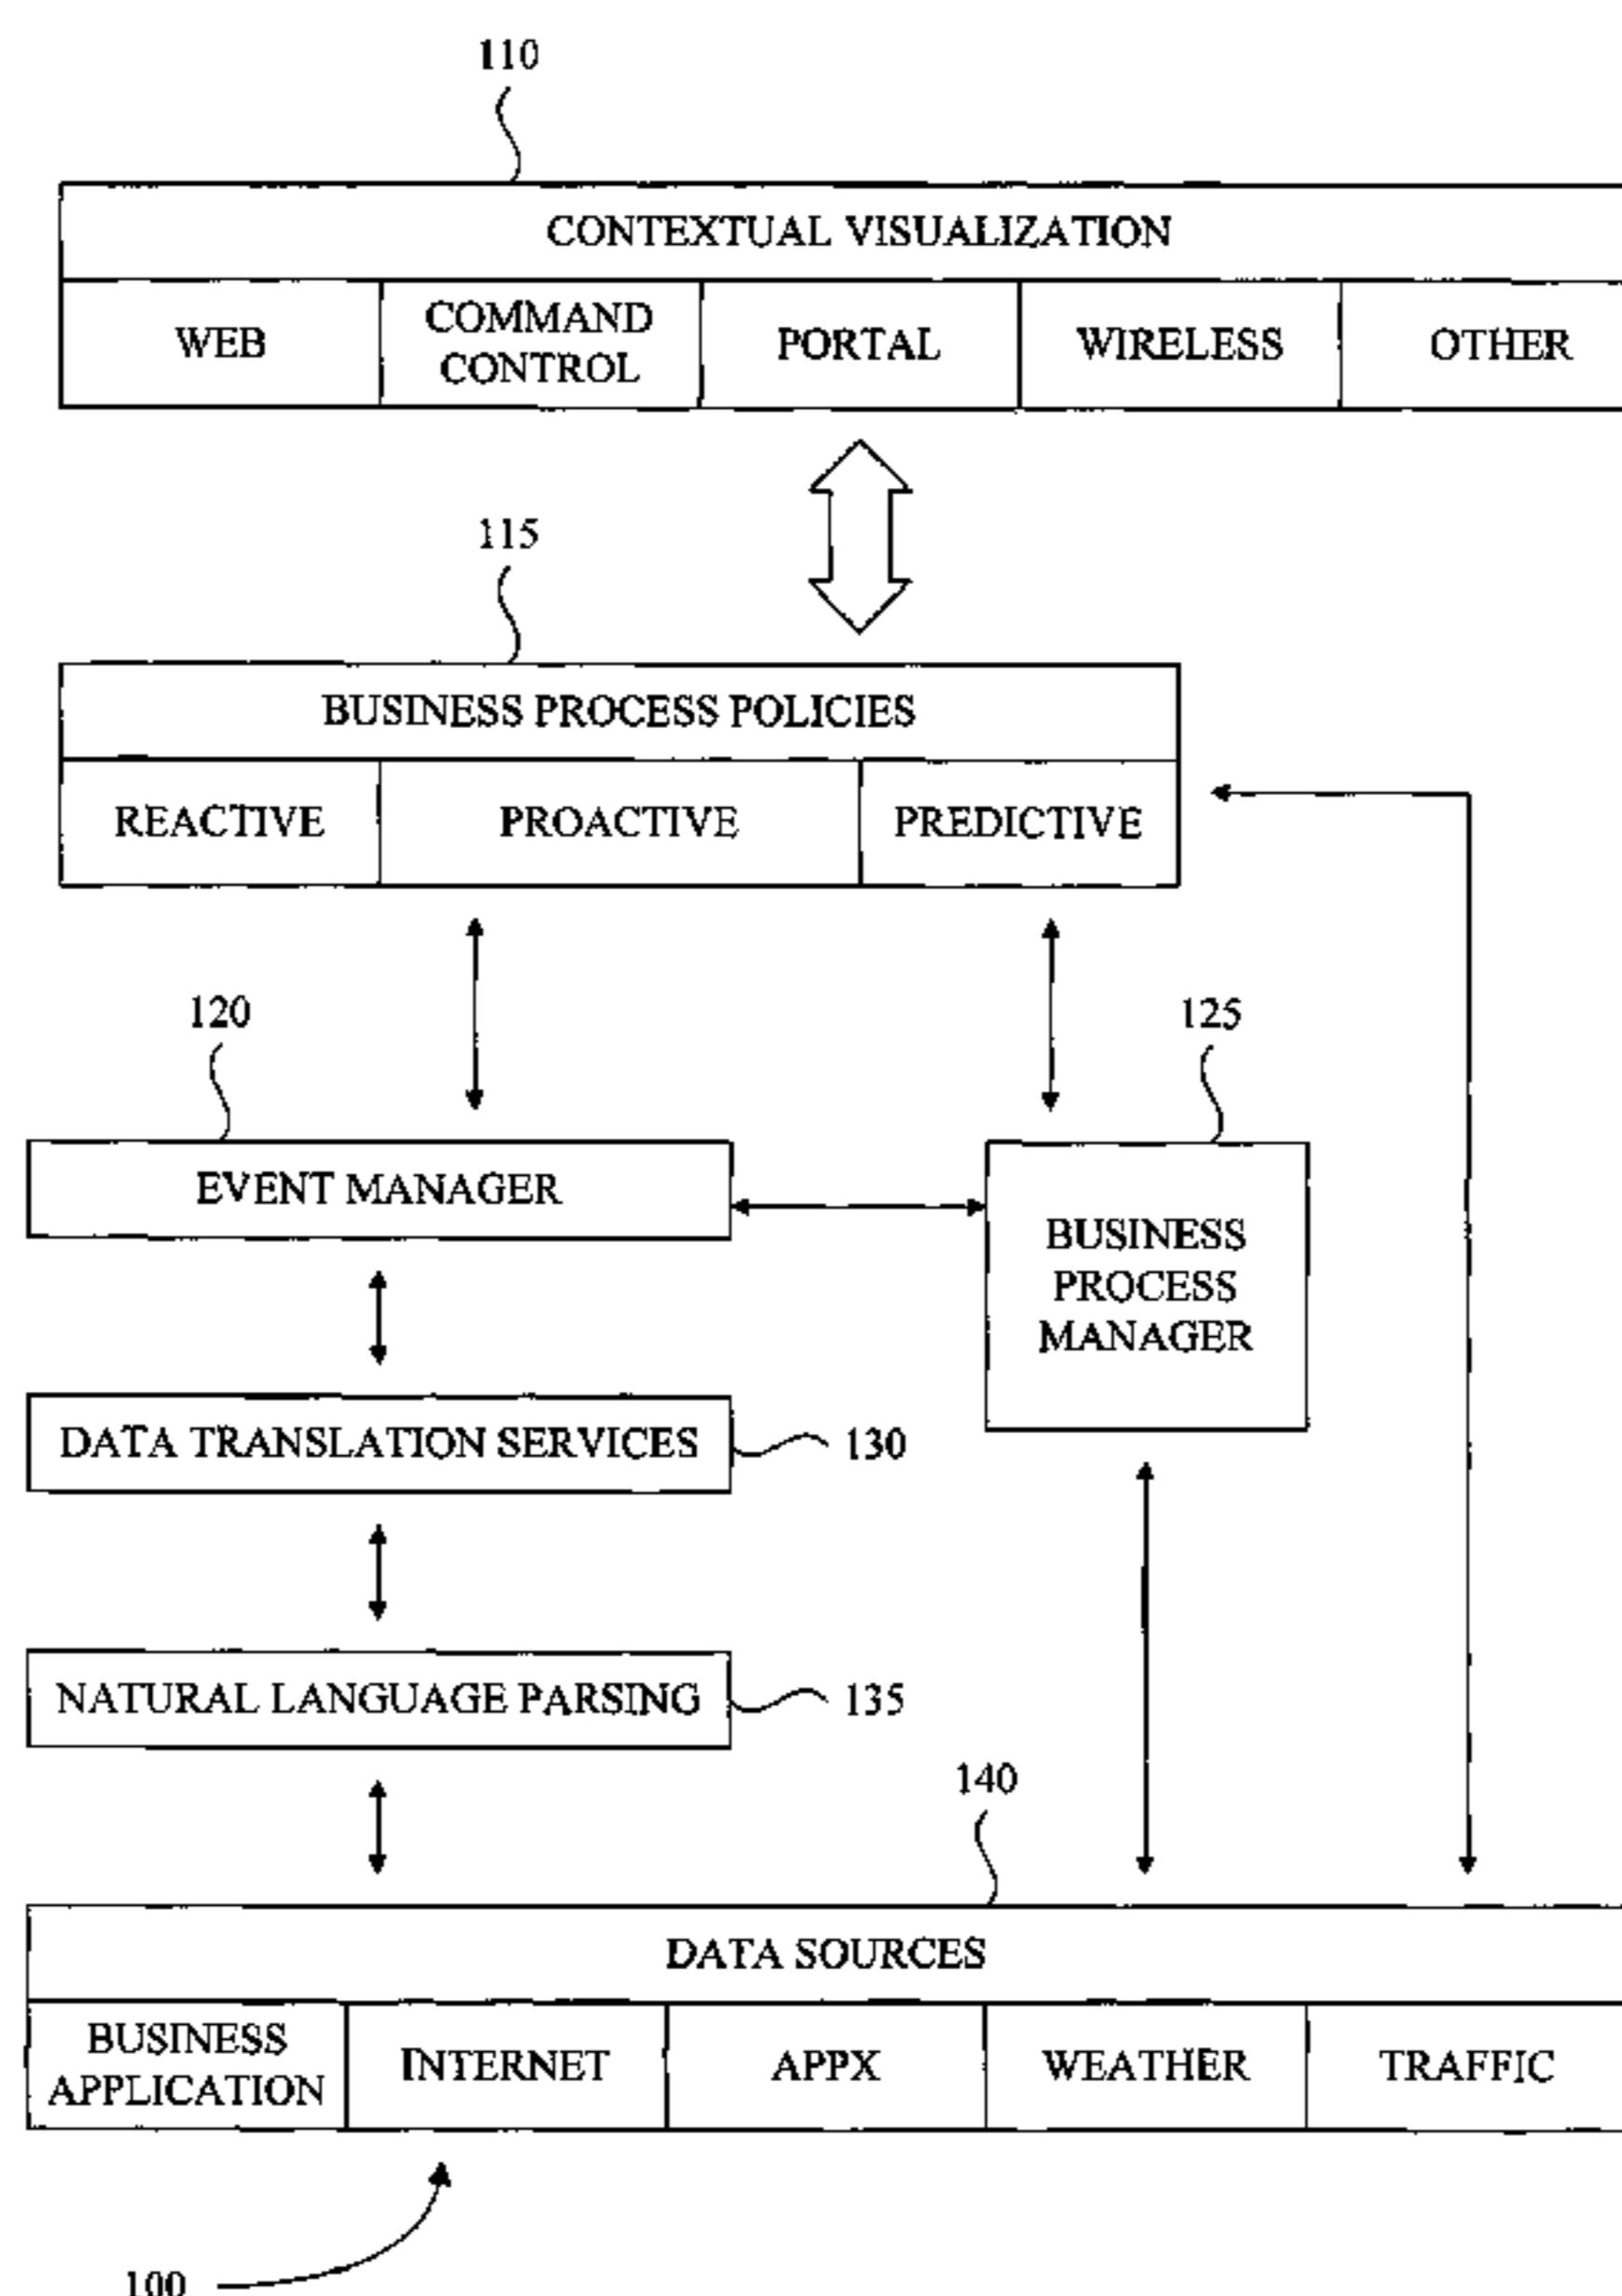 110
CONTEXTUAL VISUALIZATION
WEB
COMMAND
CONTROL
PORTAL
WIRELESS
OTHER
115
BUSINESS PROCESS POLICIES
REACTIVE
PROACTIVE
PREDICTIVE
120
125
EVENT MANAGER
BUSINESS
PROCESS
MANAGER
DATA TRANSLATION SERVICES
130
NATURAL LANGUAGE PARSING
135
140
DATA SOURCES
BUSINESS
APPLICATION
INTERNET
APPX
WEATHER
TRAFFIC
100